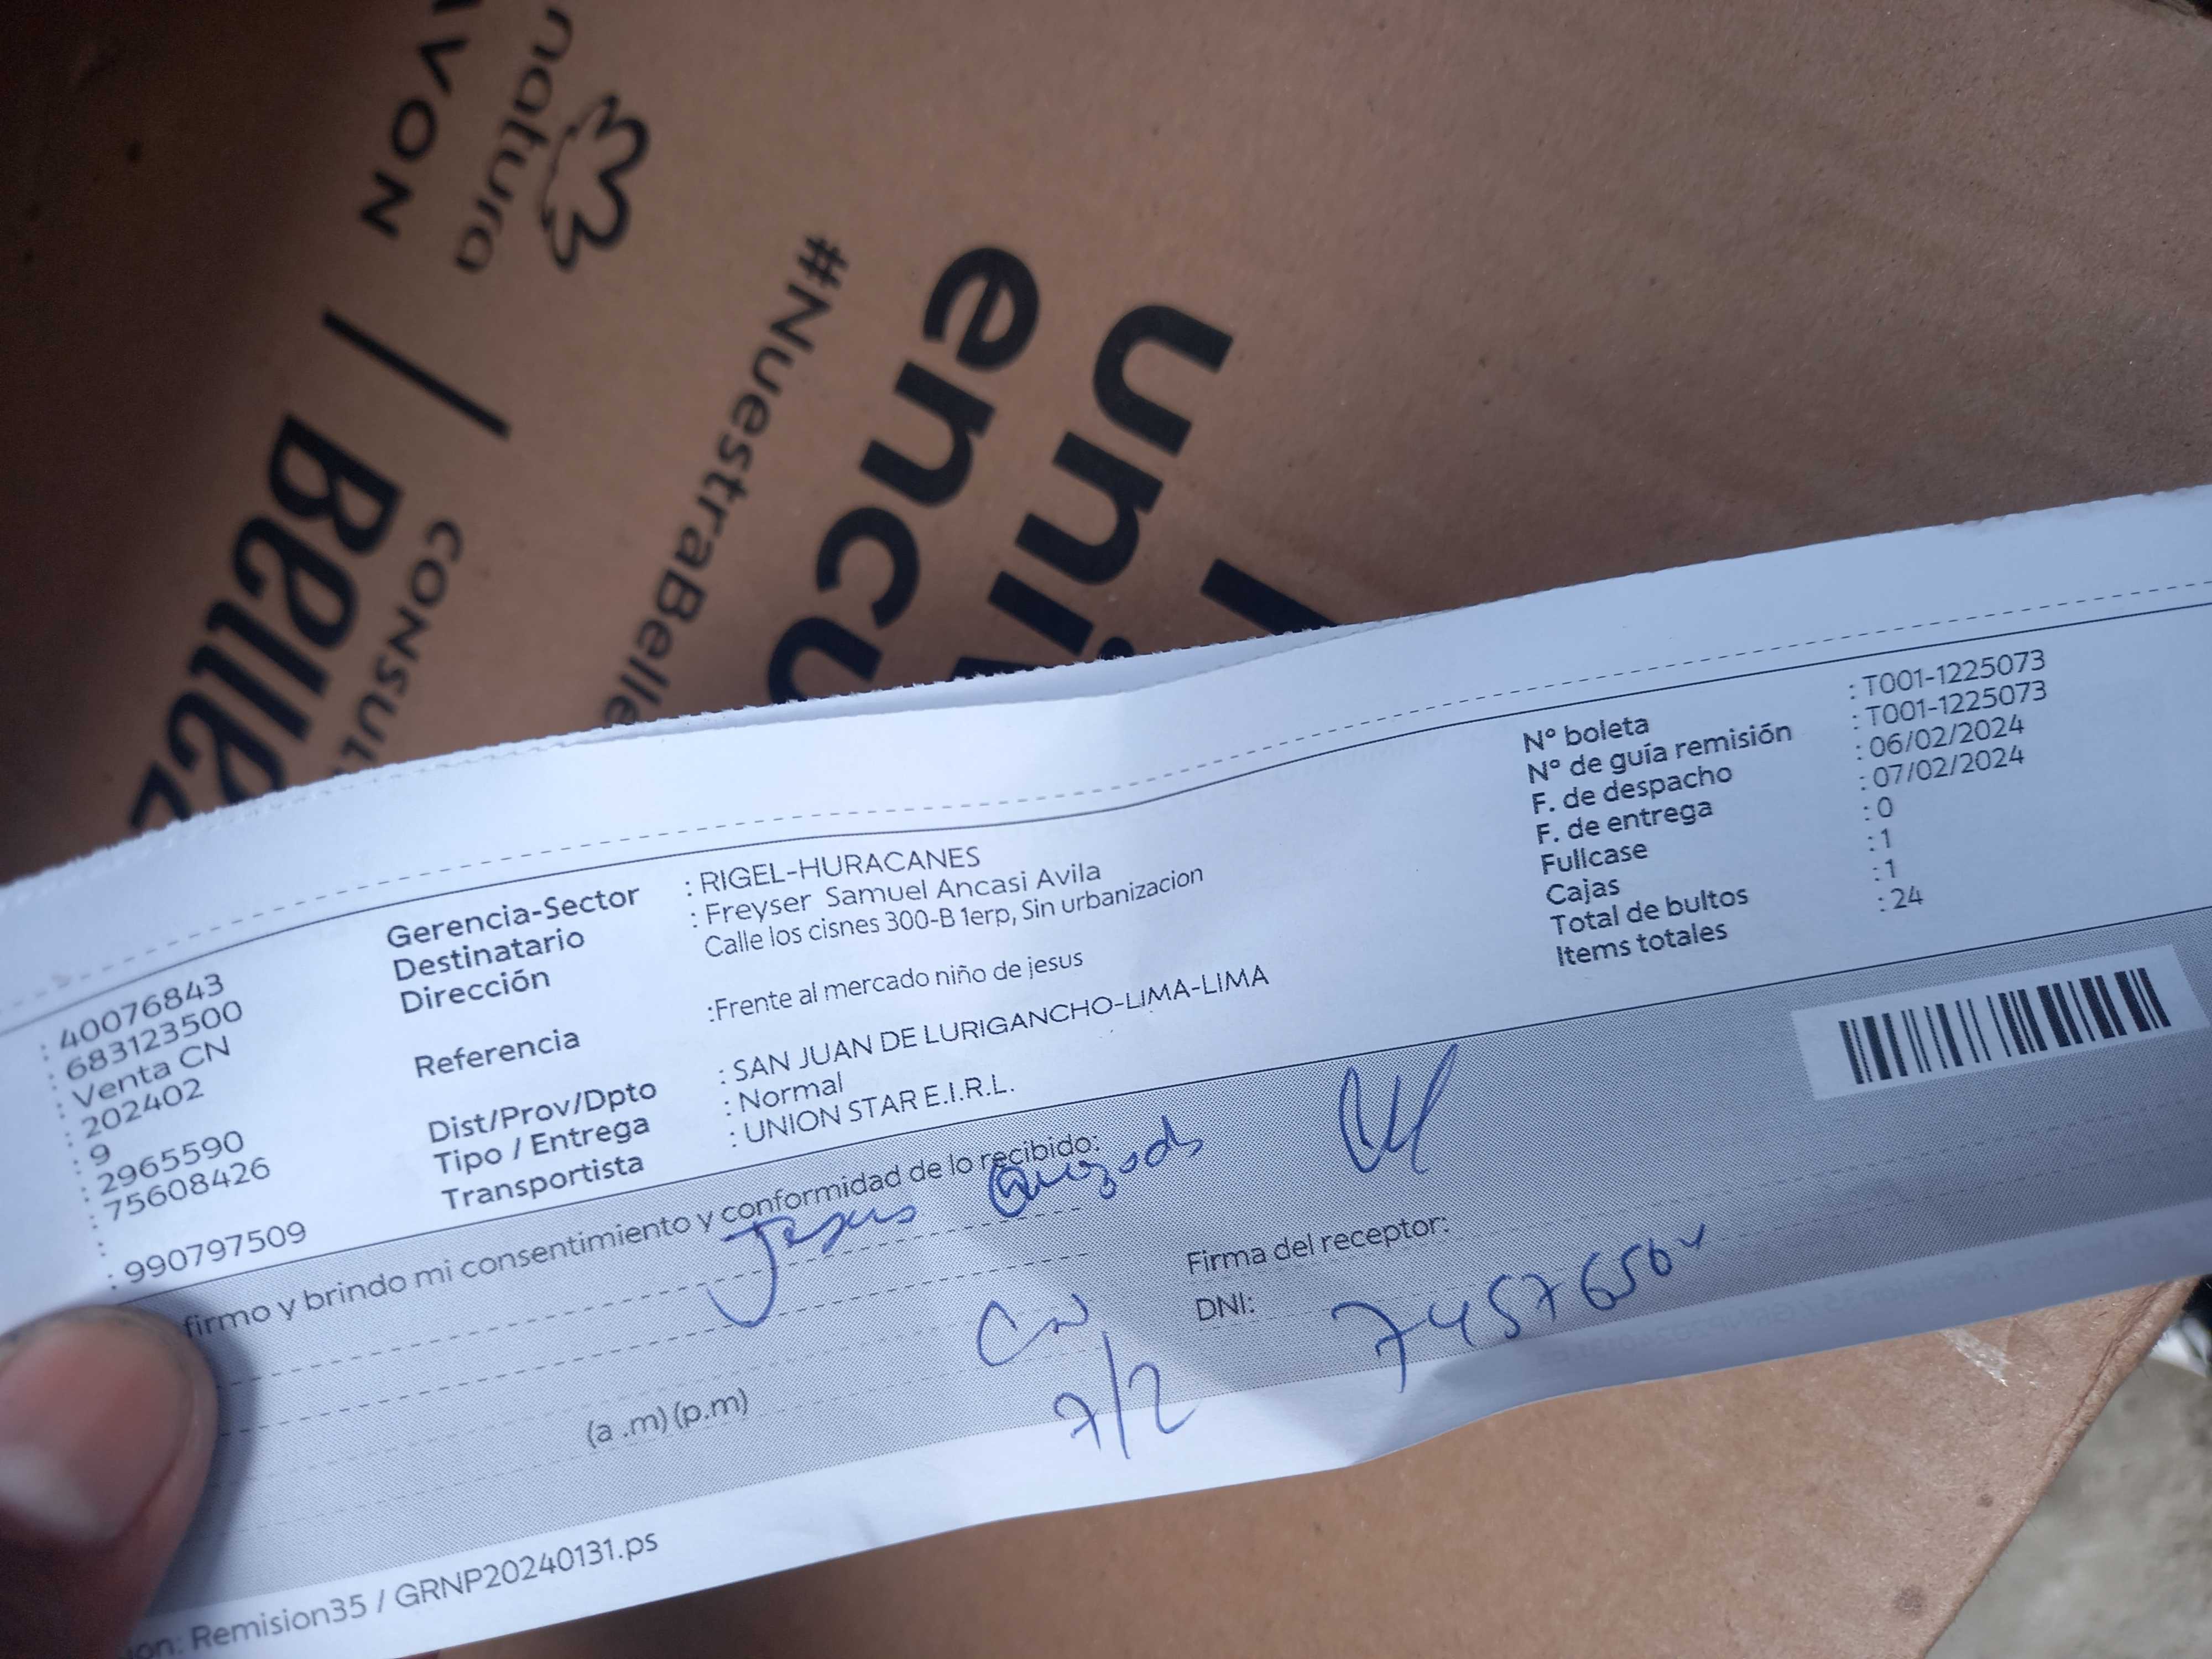 AVON
natura
Belle
CONSUL
#NuestraBelle
encu
uni
: 40076843
: 683123500
: Venta CN
: 202402
: 9
: 2965590
: 75608426
:
: 990797509
Gerencia-Sector : RIGEL-HURACANES
Destinatario : Freyser Samuel Ancasi Avila
Dirección Calle los cisnes 300-B 1erp, Sin urbanizacion
Referencia :Frente al mercado niño de jesus
Dist/Prov/Dpto : SAN JUAN DE LURIGANCHO-LIMA-LIMA
Tipo / Entrega : Normal
Transportista : UNION STAR E.I.R.L.
N° boleta : T001-1225073
N° de guía remisión : T001-1225073
F. de despacho : 06/02/2024
F. de entrega : 07/02/2024
Fullcase : 0
Cajas : 1
Total de bultos : 1
Items totales : 24
firmo y brindo mi consentimiento y conformidad de lo recibido:
Jesus
Firma del receptor:
DNI:
(a .m) (p.m)
7/2
on: Remision35 / GRNP20240131.ps